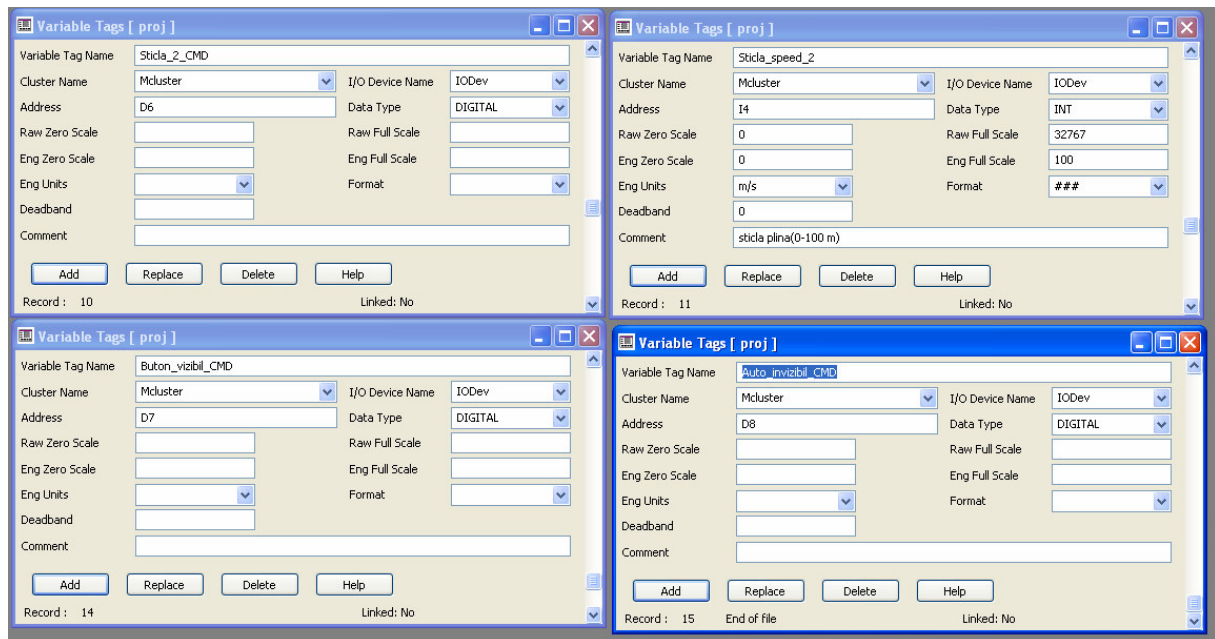 Variable Tags [ proj ]
Variable Tag Name Sticla_2_CMD
Cluster Name Mcluster I/O Device Name IODev
Address D6 Data Type DIGITAL
Raw Zero Scale Raw Full Scale
Eng Zero Scale Eng Full Scale
Eng Units Format
Deadband
Comment
Add Replace Delete Help
Record : 10 Linked: No
Variable Tags [ proj ]
Variable Tag Name Sticla_speed_2
Cluster Name Mcluster I/O Device Name IODev
Address I4 Data Type INT
Raw Zero Scale 0 Raw Full Scale 32767
Eng Zero Scale 0 Eng Full Scale 100
Eng Units m/s Format ###
Deadband 0
Comment sticla plina(0-100 m)
Add Replace Delete Help
Record : 11 Linked: No
Variable Tags [ proj ]
Variable Tag Name Buton_vizibil_CMD
Cluster Name Mcluster I/O Device Name IODev
Address D7 Data Type DIGITAL
Raw Zero Scale Raw Full Scale
Eng Zero Scale Eng Full Scale
Eng Units Format
Deadband
Comment
Add Replace Delete Help
Record : 14 Linked: No
Variable Tags [ proj ]
Variable Tag Name Auto_invizibil_CMD
Cluster Name Mcluster I/O Device Name IODev
Address D8 Data Type DIGITAL
Raw Zero Scale Raw Full Scale
Eng Zero Scale Eng Full Scale
Eng Units Format
Deadband
Comment
Add Replace Delete Help
Record : 15 End of file Linked: No